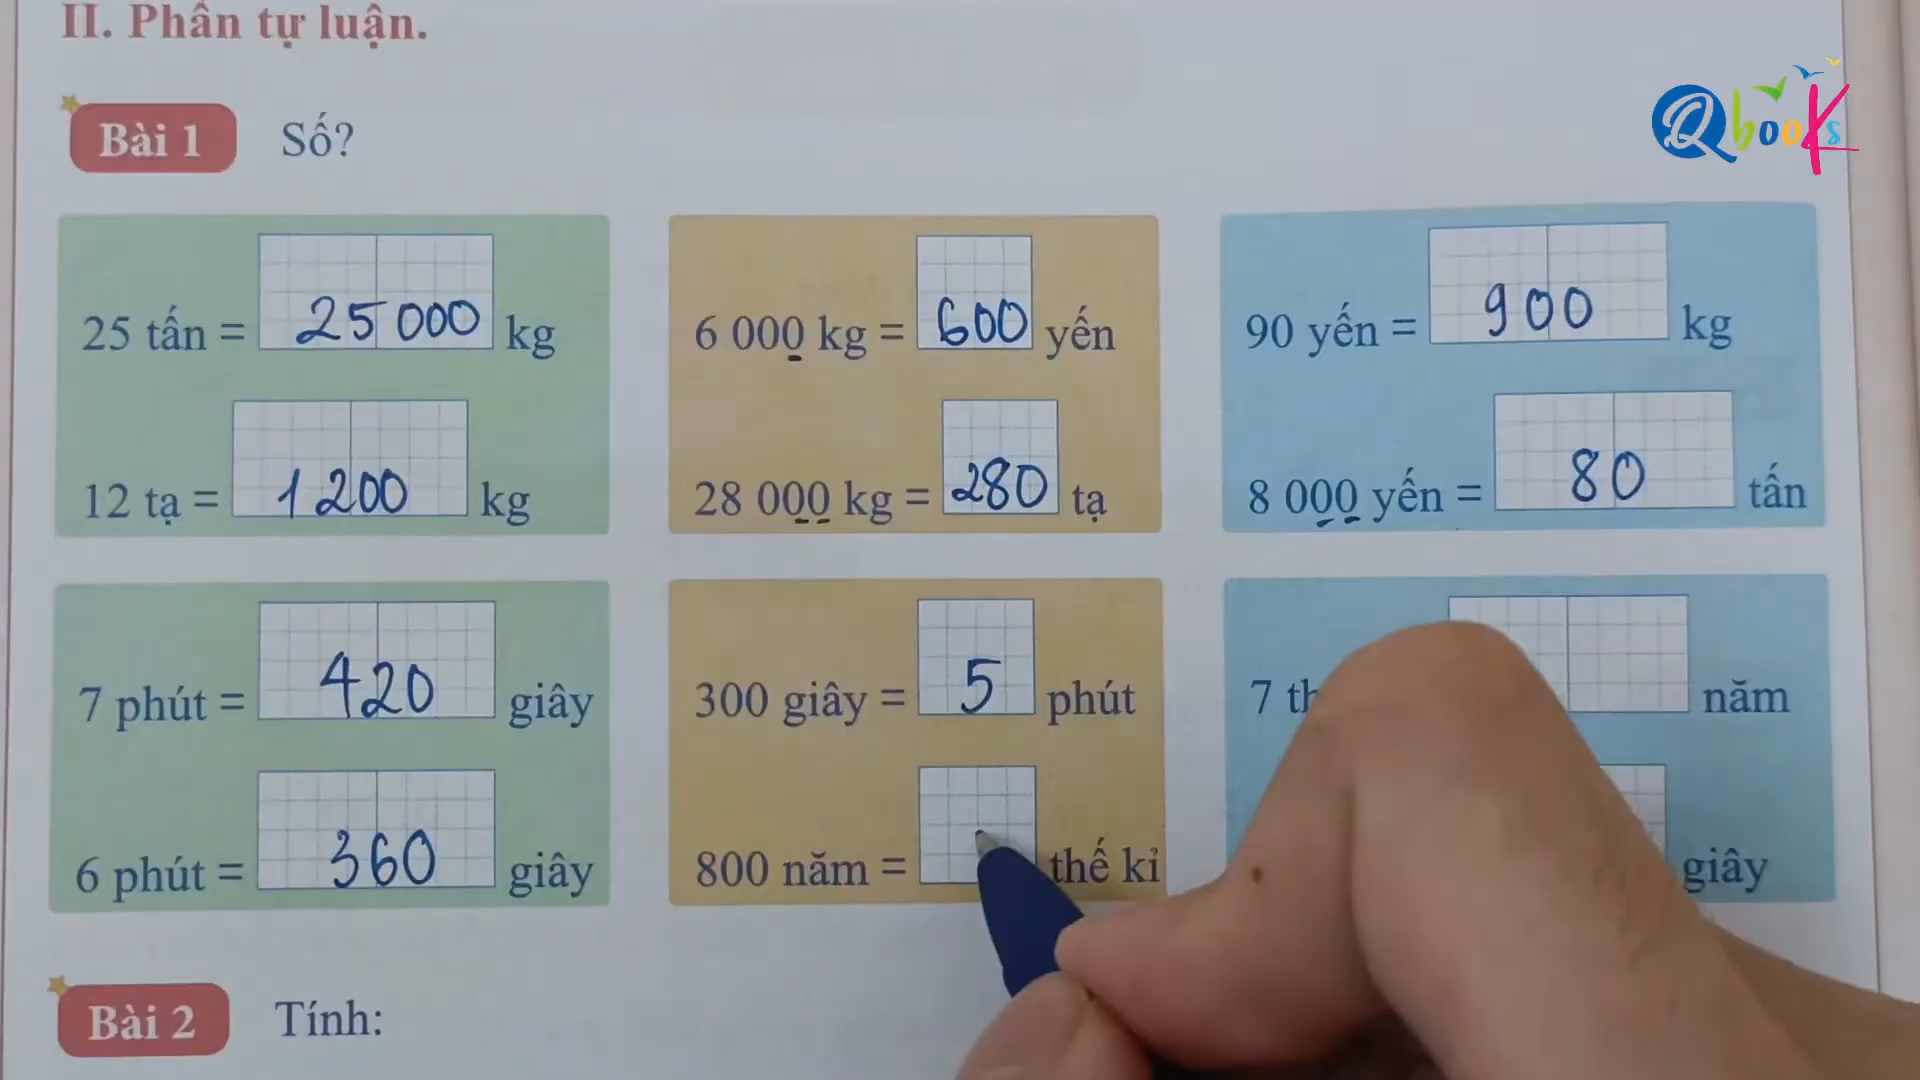 II. Phần tự luận.
Qbooks
Bài 1 Số?
25 tấn = 25 000 kg
6 000 kg = 600 yến
90 yến = 900 kg
12 tạ = 1 200 kg
28 000 kg = 280 tạ
8 000 yến = 80 tấn
7 phút = 420 giây
300 giây = 5 phút
7 năm
6 phút = 360 giây
800 năm = thế kỉ
giây
Bài 2 Tính: